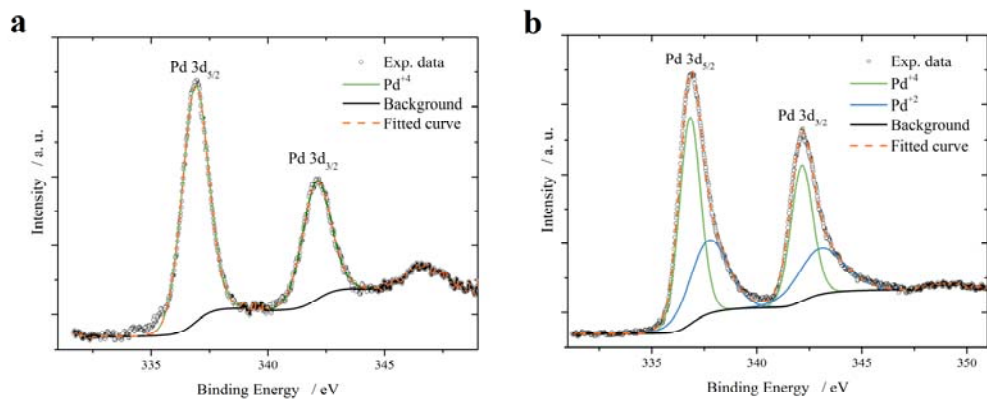 a
Pd 3d5/2
Pd 3d3/2
Exp. data
Pd+4
Background
Fitted curve
Intensity / a. u.
335
340
345
Binding Energy / eV
b
Pd 3d5/2
Pd 3d3/2
Exp. data
Pd+4
Pd+2
Background
Fitted curve
Intensity / a. u.
335
340
345
350
Binding Energy / eV